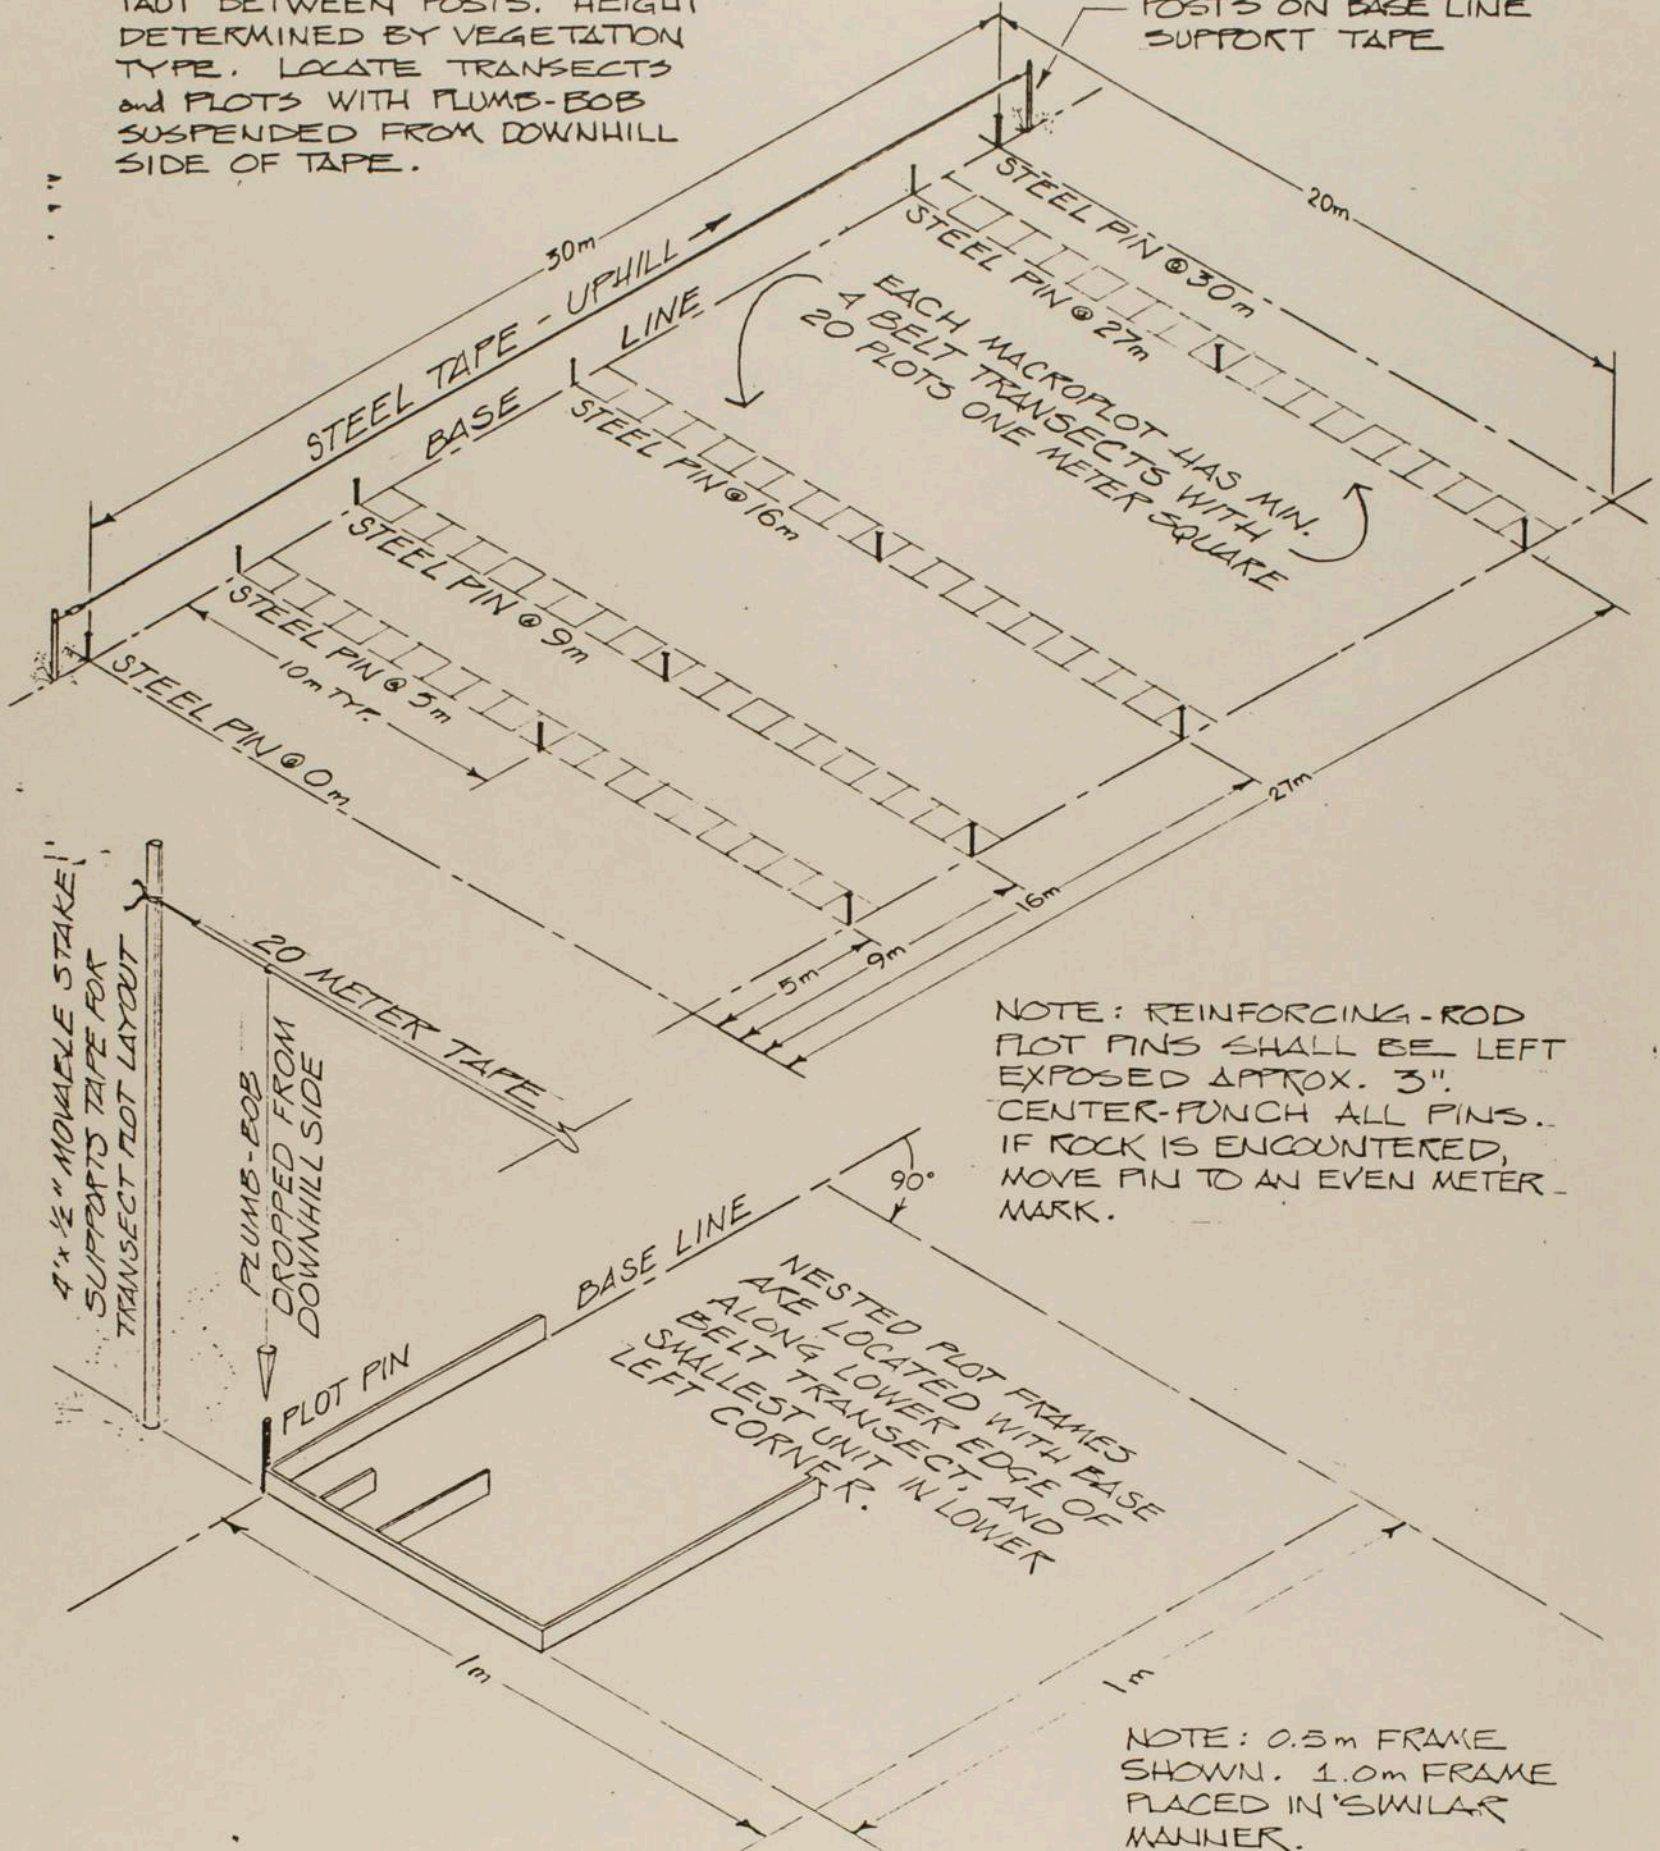 TAUT BETWEEN POSTS. HEIGHT
DETERMINED BY VEGETATION
TYPE. LOCATE TRANSECTS
and PLOTS WITH PLUMB-BOB
SUSPENDED FROM DOWNHILL
SIDE OF TAPE.
POSTS ON BASE LINE
SUPPORT TAPE
20m
30m
STEEL TAPE - UPHILL
BASE LINE
STEEL PIN @ 30m
STEEL PIN @ 27m
EACH MACROPLOT HAS MIN.
4 BELT TRANSECTS WITH
20 PLOTS ONE METER SQUARE
STEEL PIN @ 16m
STEEL PIN @ 9m
STEEL PIN @ 5m
10m TYP.
STEEL PIN @ 0m
27m
16m
9m
5m
4'x 1/2" MOVABLE STAKE
SUPPORTS TAPE FOR
TRANSECT PLOT LAYOUT
20 METER TAPE
PLUMB-BOB
DROPPED FROM
DOWNHILL SIDE
NOTE: REINFORCING-ROD
PLOT PINS SHALL BE LEFT
EXPOSED APPROX. 3".
CENTER-PUNCH ALL PINS.
IF ROCK IS ENCOUNTERED,
MOVE PIN TO AN EVEN METER
MARK.
90°
BASE LINE
PLOT PIN
NESTED PLOT FRAMES
ARE LOCATED WITH BASE
ALONG LOWER EDGE OF
BELT TRANSECT, AND
SMALLEST UNIT IN LOWER
LEFT CORNER.
1m
1m
NOTE: 0.5m FRAME
SHOWN. 1.0m FRAME
PLACED IN SIMILAR
MANNER.